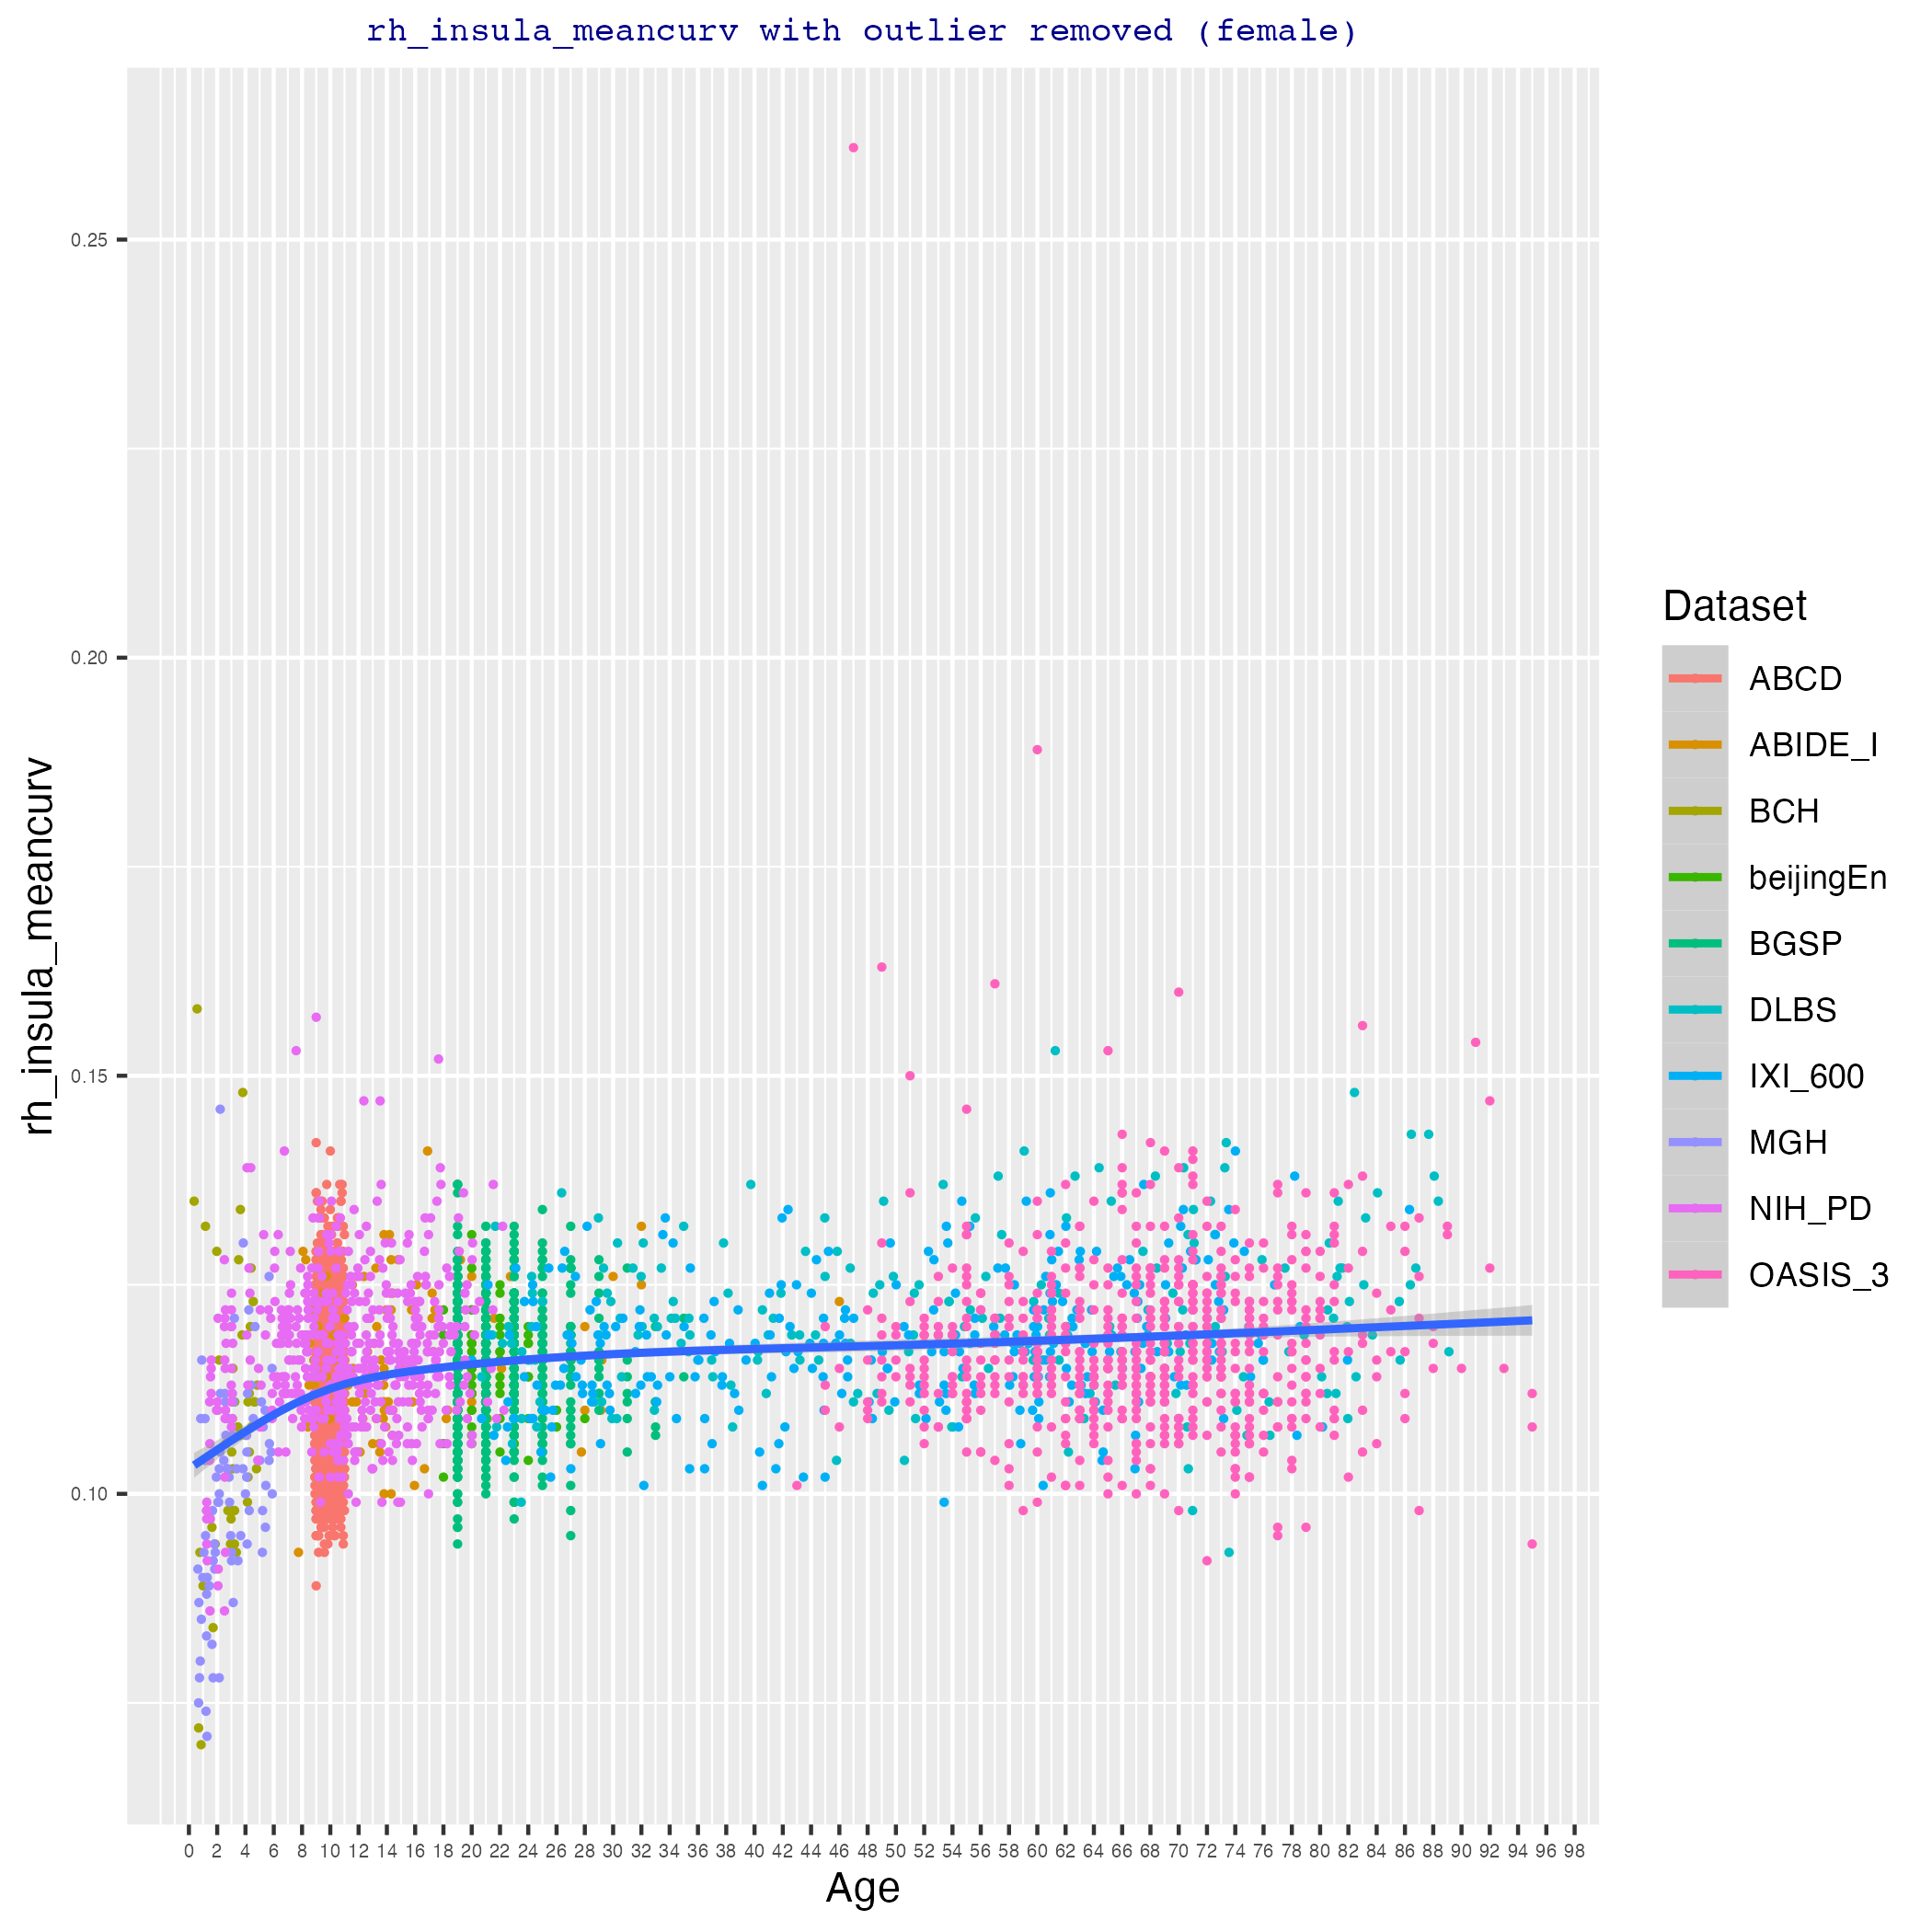 rh_insula_meancurv with outlier removed (female)
rh_insula_meancurv
0.25
0.20
0.15
0.10
0 2 4 6 8 10 12 14 16 18 20 22 24 26 28 30 32 34 36 38 40 42 44 46 48 50 52 54 56 58 60 62 64 66 68 70 72 74 76 78 80 82 84 86 88 90 92 94 96 98
Age
Dataset
ABCD
ABIDE_I
BCH
beijingEn
BGSP
DLBS
IXI_600
MGH
NIH_PD
OASIS_3